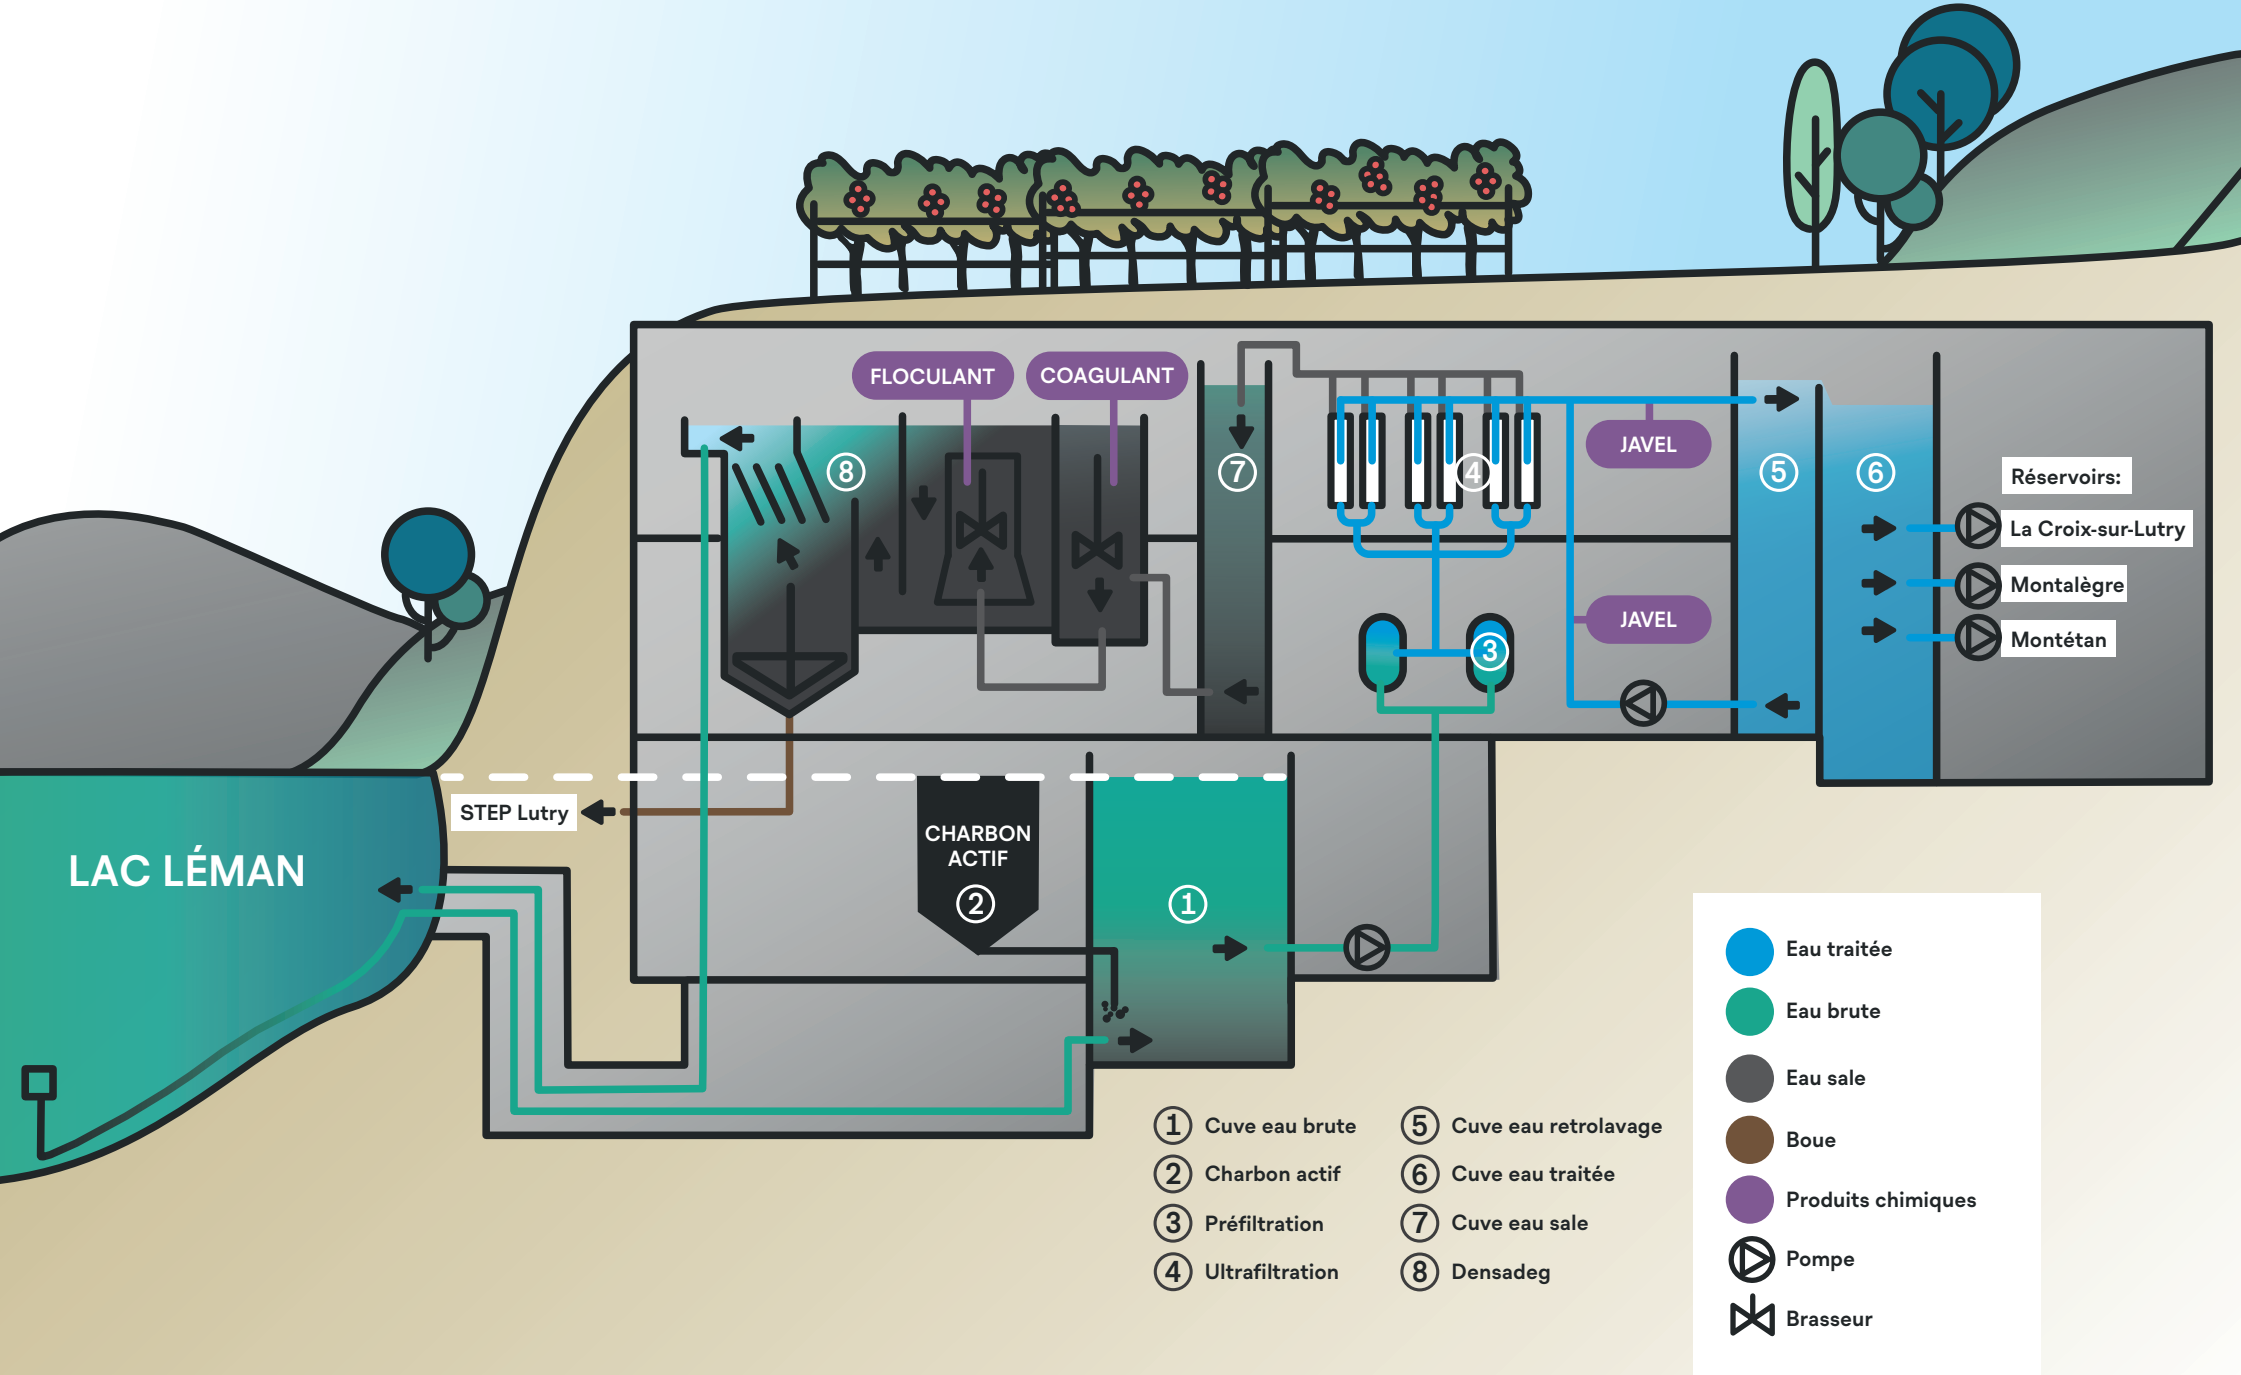 FLOCULANT
COAGULANT
8
7
4
JAVEL
5
6
Réservoirs:
La Croix-sur-Lutry
Montalègre
Montétan
JAVEL
3
STEP Lutry
LAC LÉMAN
CHARBON
ACTIF
2
1
1 Cuve eau brute
2 Charbon actif
3 Préfiltration
4 Ultrafiltration
5 Cuve eau retrolavage
6 Cuve eau traitée
7 Cuve eau sale
8 Densadeg
Eau traitée
Eau brute
Eau sale
Boue
Produits chimiques
Pompe
Brasseur